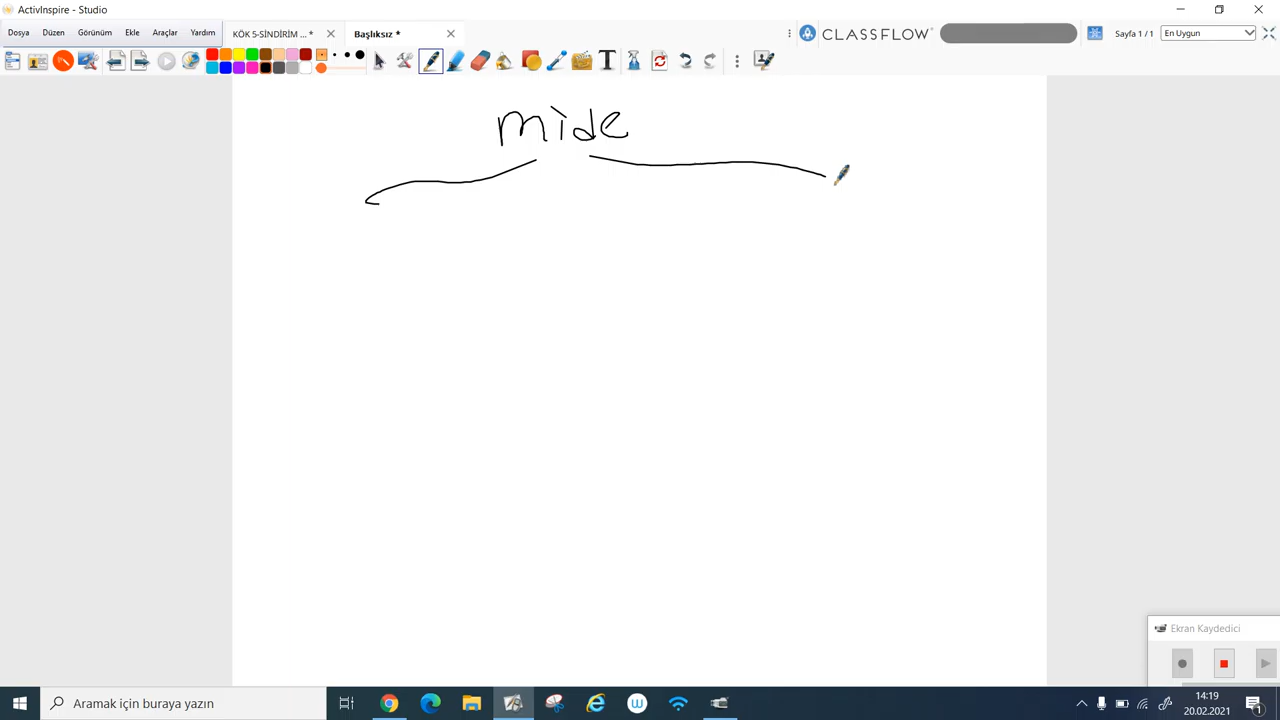 ActivInspire - Studio
Dosya Düzen Görünüm Ekle Araçlar Yardım
KÖK 5-SİNDİRİM ... *
Başlıksız *
CLASSFLOW
Sayfa 1 / 1
En Uygun
mide
Ekran Kaydedici
Aramak için buraya yazın
14:19
20.02.2021